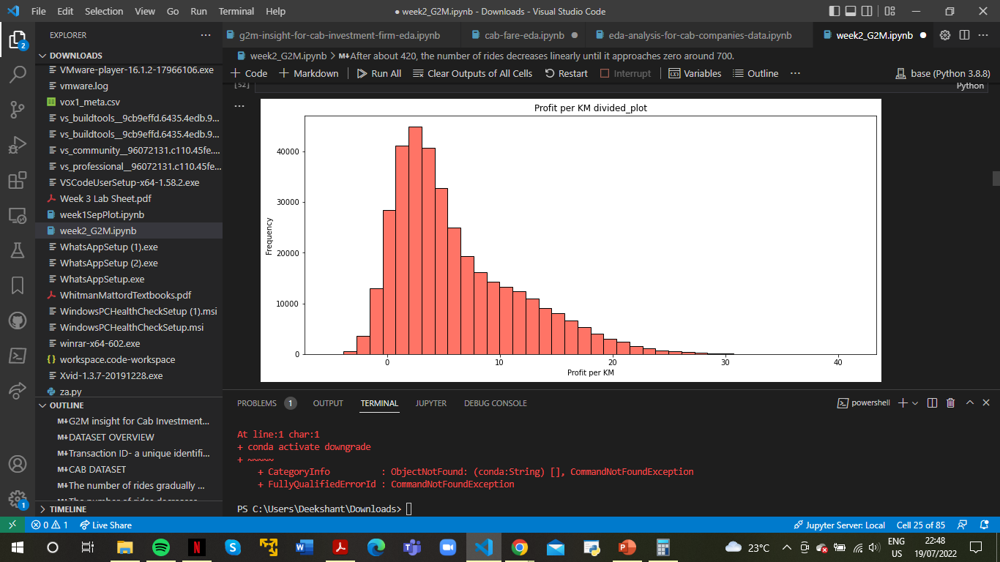 File Edit Selection View Go Run Terminal Help
● week2_G2M.ipynb - Downloads - Visual Studio Code
EXPLORER
g2m-insight-for-cab-investment-firm-eda.ipynb
cab-fare-eda.ipynb
eda-analysis-for-cab-companies-data.ipynb
week2_G2M.ipynb
2
DOWNLOADS
VMware-player-16.1.2-17966106.exe
vmware.log
vox1_meta.csv
vs_buildtools__9cb9effd.6435.4edb.9...
vs_buildtools__9cb9effd.6435.4edb.9...
vs_community__96072131.c110.45fe....
vs_professional__96072131.c110.45fe...
VSCodeUserSetup-x64-1.58.2.exe
Week 3 Lab Sheet.pdf
week1SepPlot.ipynb
week2_G2M.ipynb
WhatsAppSetup (1).exe
WhatsAppSetup (2).exe
WhatsAppSetup.exe
WhitmanMattordTextbooks.pdf
WindowsPCHealthCheckSetup (1).msi
WindowsPCHealthCheckSetup.msi
winrar-x64-602.exe
workspace.code-workspace
Xvid-1.3.7-20191228.exe
za.py
OUTLINE
M↓G2M insight for Cab Investment...
M↓DATASET OVERVIEW
M↓Transaction ID- a unique identifi...
M↓CAB DATASET
M↓The number of rides gradually ...
M↓The number of rides decreases
TIMELINE
1
week2_G2M.ipynb > M↓After about 420, the number of rides decreases linearly until it approaches zero around 700.
+ Code + Markdown Run All Clear Outputs of All Cells Restart Interrupt Variables Outline ... base (Python 3.8.8)
[52]
Python
Profit per KM divided_plot
40000
30000
20000
10000
0
Frequency
0 10 20 30 40
Profit per KM
PROBLEMS 1 OUTPUT TERMINAL JUPYTER DEBUG CONSOLE
powershell
At line:1 char:1
+ conda activate downgrade
+ ~~~~~
+ CategoryInfo : ObjectNotFound: (conda:String) [], CommandNotFoundException
+ FullyQualifiedErrorId : CommandNotFoundException
PS C:\Users\Deekshant\Downloads>
0 1 Live Share
Jupyter Server: Local Cell 25 of 85
23°C
ENG
US
22:48
19/07/2022